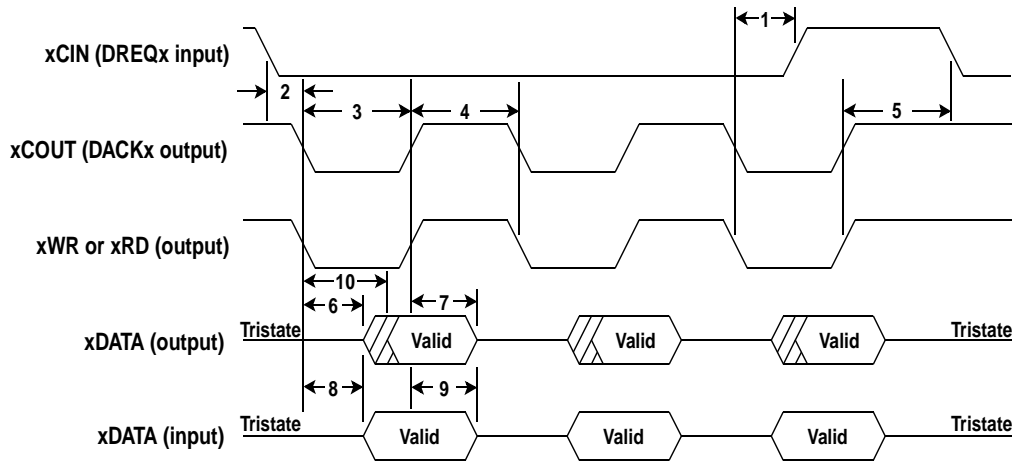 1
xCIN (DREQx input)
2
3
4
5
xCOUT (DACKx output)
xWR or xRD (output)
10
6
7
Tristate
Valid
Valid
Valid
Tristate
xDATA (output)
8
9
Tristate
Valid
Valid
Valid
Tristate
xDATA (input)